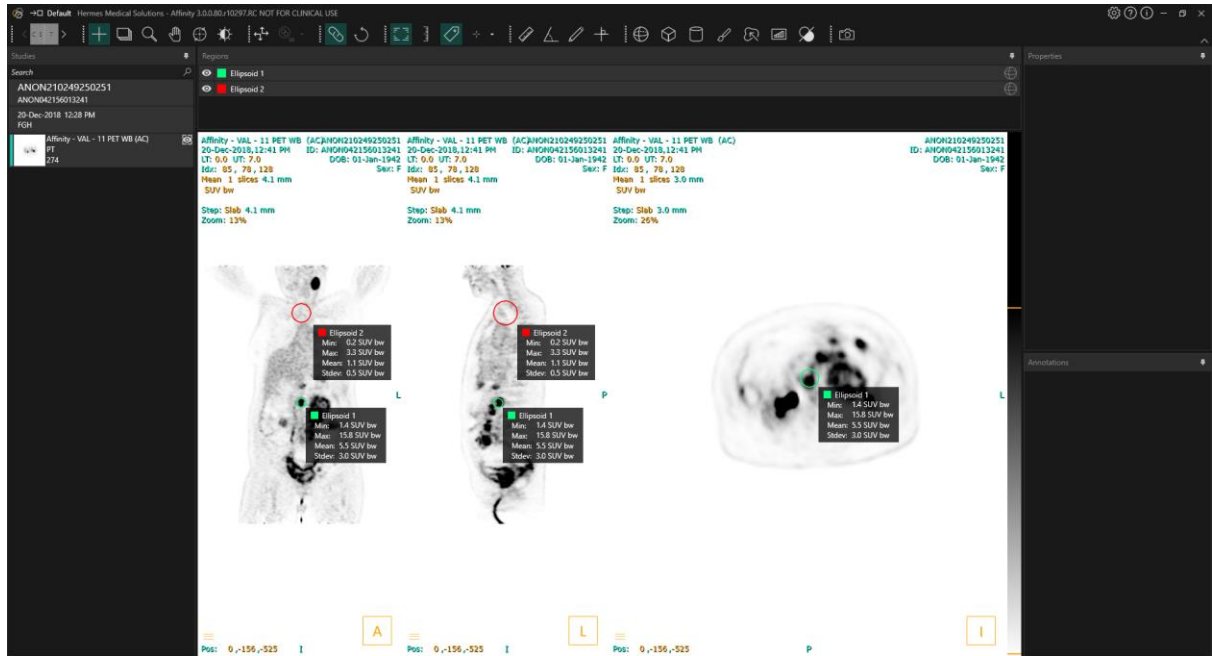 Default Hermes Medical Solutions - Affinity 3.0.0.80.r10297.RC NOT FOR CLINICAL USE
Studies
Search
ANON210249250251
ANON042156013241
20-Dec-2018 12:28 PM
FGH
Affinity - VAL - 11 PET WB (AC)
PT
274
Regions
Ellipsoid 1
Ellipsoid 2
Properties
Annotations
Affinity - VAL - 11 PET WB (AC)ANON210249250251
20-Dec-2018,12:41 PM ID: ANON042156013241
LT: 0.0 UT: 7.0 DOB: 01-Jan-1942
Idx: 85, 78, 128 Sex: F
Mean 1 slices 4.1 mm
SUV bw
Step: Slab 4.1 mm
Zoom: 13%
Ellipsoid 2
Min: 0.2 SUV bw
Max: 3.3 SUV bw
Mean: 1.1 SUV bw
Stdev: 0.5 SUV bw
L
Ellipsoid 1
Min: 1.4 SUV bw
Max: 15.8 SUV bw
Mean: 5.5 SUV bw
Stdev: 3.0 SUV bw
A
Pos: 0,-156,-525 I
Affinity - VAL - 11 PET WB (AC)ANON210249250251
20-Dec-2018,12:41 PM ID: ANON042156013241
LT: 0.0 UT: 7.0 DOB: 01-Jan-1942
Idx: 85, 78, 128 Sex: F
Mean 1 slices 4.1 mm
SUV bw
Step: Slab 4.1 mm
Zoom: 13%
Ellipsoid 2
Min: 0.2 SUV bw
Max: 3.3 SUV bw
Mean: 1.1 SUV bw
Stdev: 0.5 SUV bw
P
Ellipsoid 1
Min: 1.4 SUV bw
Max: 15.8 SUV bw
Mean: 5.5 SUV bw
Stdev: 3.0 SUV bw
L
Pos: 0,-156,-525 I
Affinity - VAL - 11 PET WB (AC) ANON210249250251
20-Dec-2018,12:41 PM ID: ANON042156013241
LT: 0.0 UT: 7.0 DOB: 01-Jan-1942
Idx: 85, 78, 128 Sex: F
Mean 1 slices 3.0 mm
SUV bw
Step: Slab 3.0 mm
Zoom: 26%
L
Ellipsoid 1
Min: 1.4 SUV bw
Max: 15.8 SUV bw
Mean: 5.5 SUV bw
Stdev: 3.0 SUV bw
I
Pos: 0,-156,-525 P